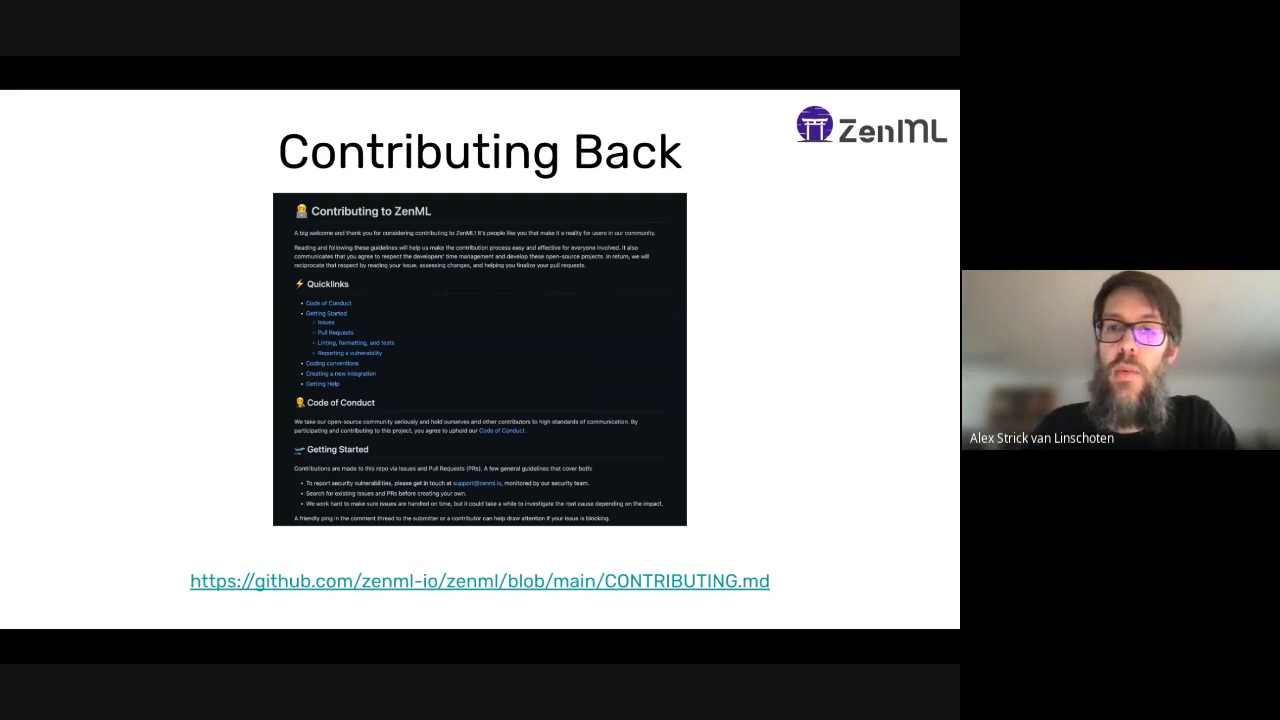 ZenML
Contributing Back
Contributing to ZenML
A big welcome and thank you for considering contributing to ZenML! It's people like you that make it a reality for users in our community.
Reading and following these guidelines will help us make the contribution process easy and effective for everyone involved. It also
communicates that you agree to respect the developers' time management and develop these open-source projects. In return, we will
reciprocate that respect by reading your issue, assessing changes, and helping you finalize your pull requests.
Quicklinks
Code of Conduct
Getting Started
Issues
Pull Requests
Linting, formatting, and tests
Reporting a vulnerability
Coding conventions
Creating a new Integration
Getting Help
Code of Conduct
We take our open-source community seriously and hold ourselves and other contributors to high standards of communication. By
participating and contributing to this project, you agree to uphold our Code of Conduct .
Getting Started
Contributions are made to this repo via Issues and Pull Requests (PRs). A few general guidelines that cover both:
To report security vulnerabilities, please get in touch at support@zenml.io, monitored by our security team.
Search for existing Issues and PRs before creating your own.
We work hard to make sure issues are handled on time, but it could take a while to investigate the root cause depending on the impact.
A friendly ping in the comment thread to the submitter or a contributor can help draw attention if your issue is blocking.
https://github.com/zenml-io/zenml/blob/main/CONTRIBUTING.md
Alex Strick van Linschoten